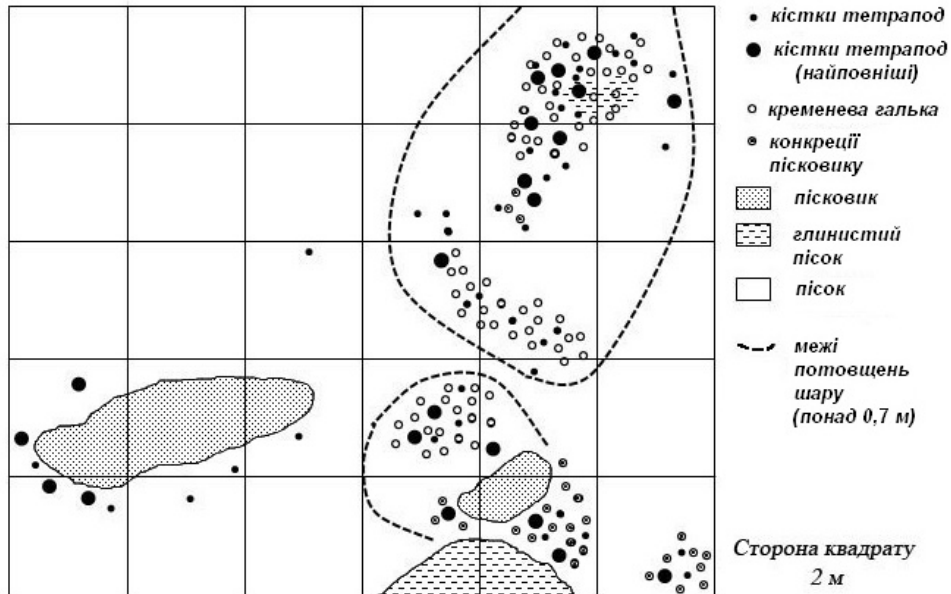 кістки тетрапод
кістки тетрапод
(найповніші)
кременева галька
конкреції
пісковику
пісковик
глинистий
пісок
пісок
межі
потовщень
шару
(понад 0,7 м)
Сторона квадрату
2 м